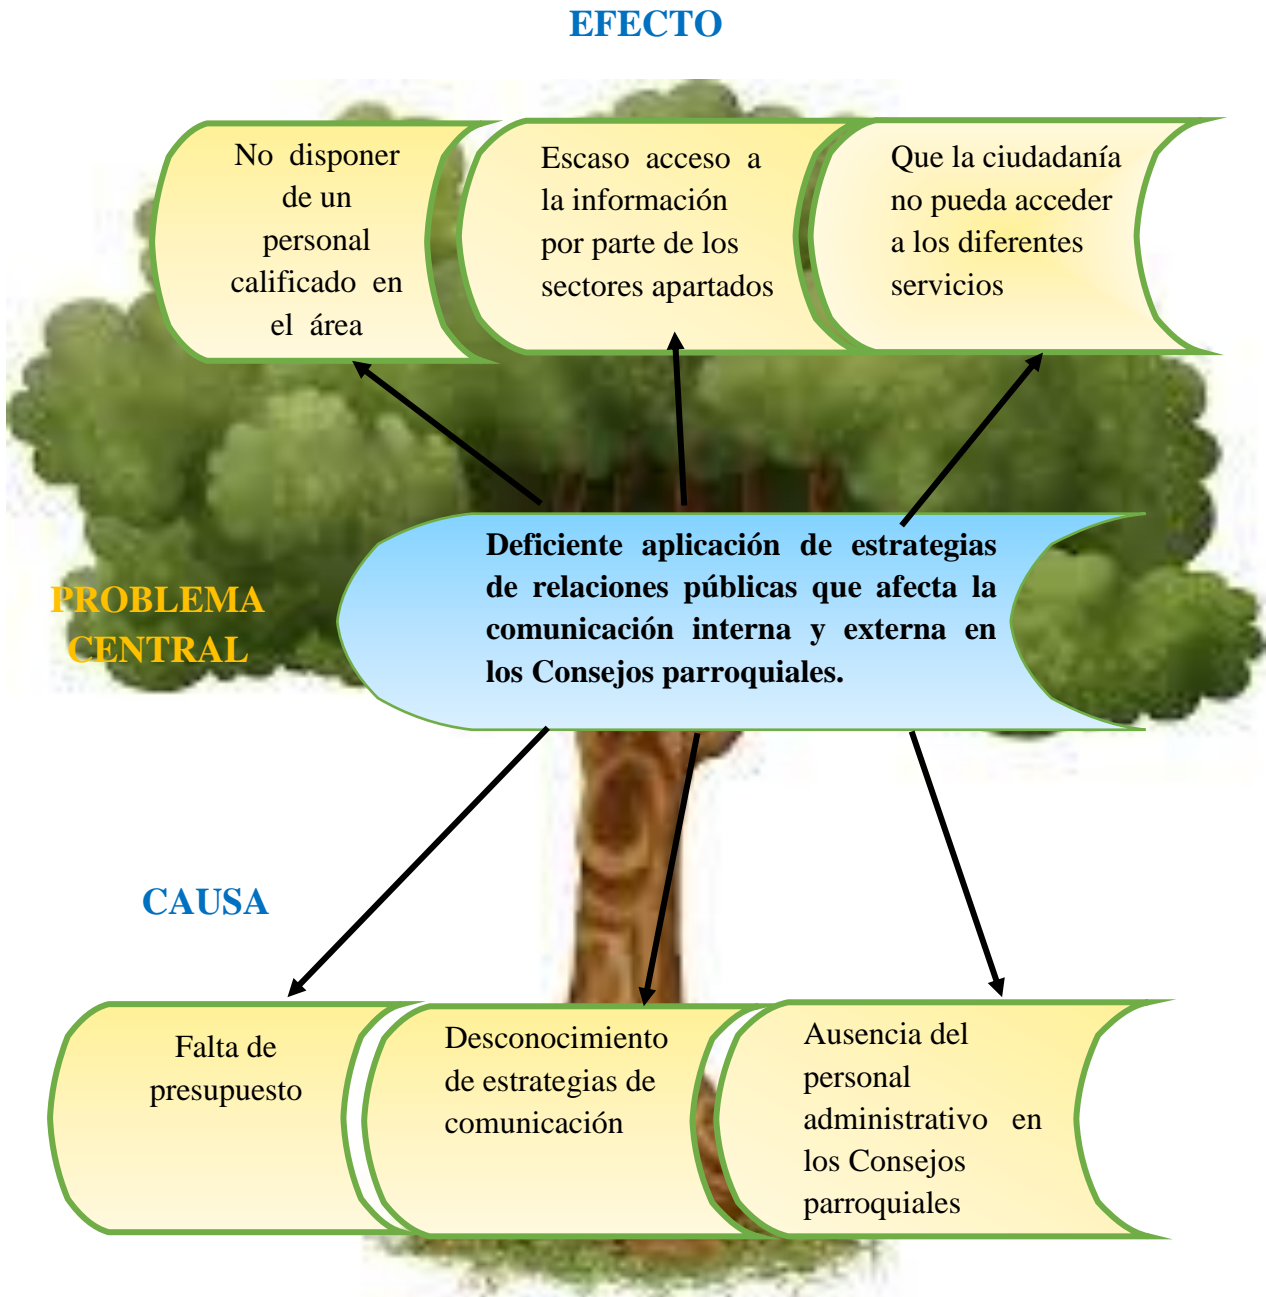 EFECTO
No disponer
de un
personal
calificado en
el área
Escaso acceso a
la información
por parte de los
sectores apartados
Que la ciudadanía
no pueda acceder
a los diferentes
servicios
PROBLEMA
CENTRAL
Deficiente aplicación de estrategias
de relaciones públicas que afecta la
comunicación interna y externa en
los Consejos parroquiales.
CAUSA
Falta de
presupuesto
Desconocimiento
de estrategias de
comunicación
Ausencia del
personal
administrativo en
los Consejos
parroquiales